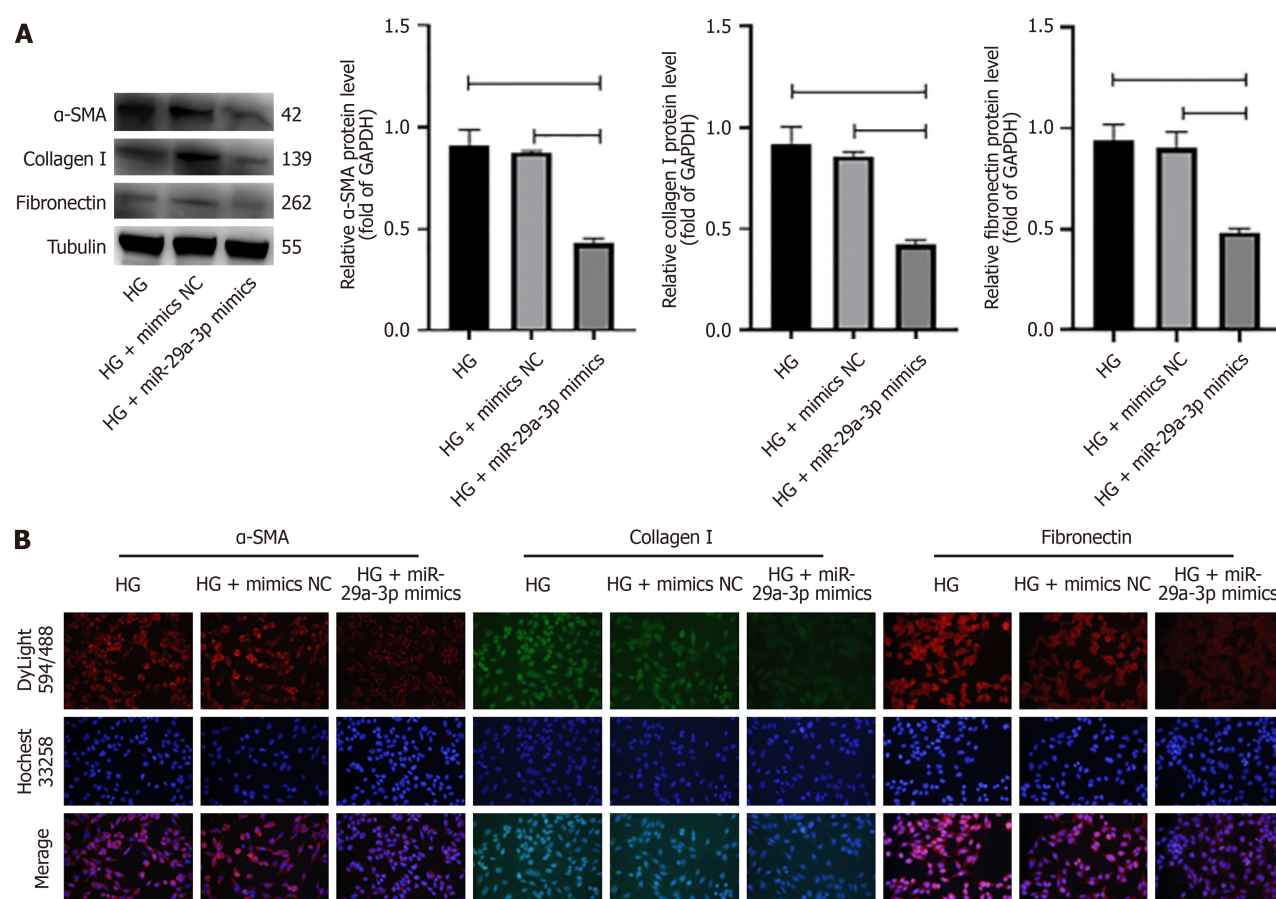 A
α-SMA
42
Collagen I
139
Fibronectin
262
Tubulin
55
HG
HG + mimics NC
HG + miR-29a-3p mimics
Relative α-SMA protein level
(fold of GAPDH)
1.5
1.0
0.5
0.0
HG
HG + mimics NC
HG + miR-29a-3p mimics
Relative collagen I protein level
(fold of GAPDH)
1.5
1.0
0.5
0.0
HG
HG + mimics NC
HG + miR-29a-3p mimics
Relative fibronectin protein level
(fold of GAPDH)
1.5
1.0
0.5
0.0
HG
HG + mimics NC
HG + miR-29a-3p mimics
B
α-SMA
Collagen I
Fibronectin
HG
HG + mimics NC
HG + miR-
29a-3p mimics
HG
HG + mimics NC
HG + miR-
29a-3p mimics
HG
HG + mimics NC
HG + miR-
29a-3p mimics
DyLight
594/488
Hochest
33258
Merage